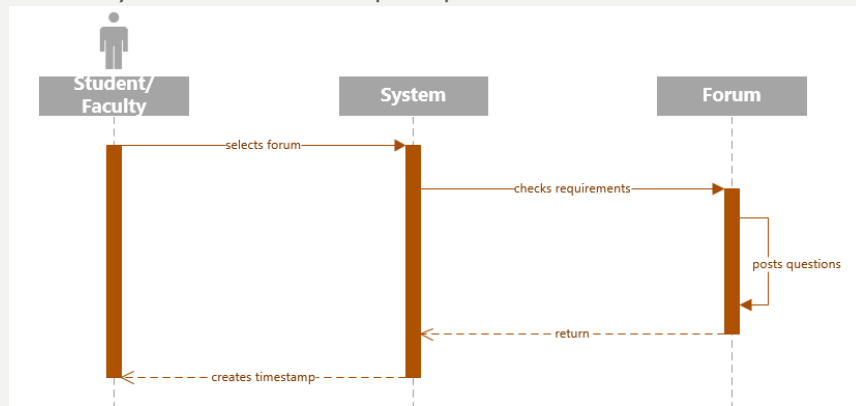 Student/
Faculty
System
Forum
selects forum
checks requirements
posts questions
return
creates timestamp